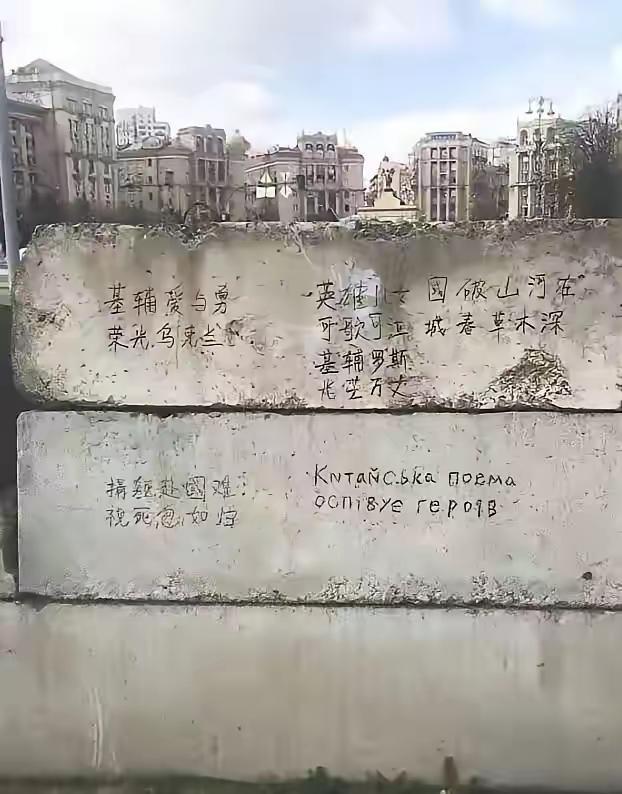 基辅爱与勇
荣光乌克兰
英雄儿女
可歌可泣
基辅罗斯
光芒万丈
國破山河在
城春草木深
捐躯赴國难
视死忽如归
Китайська поема
оспівує героїв